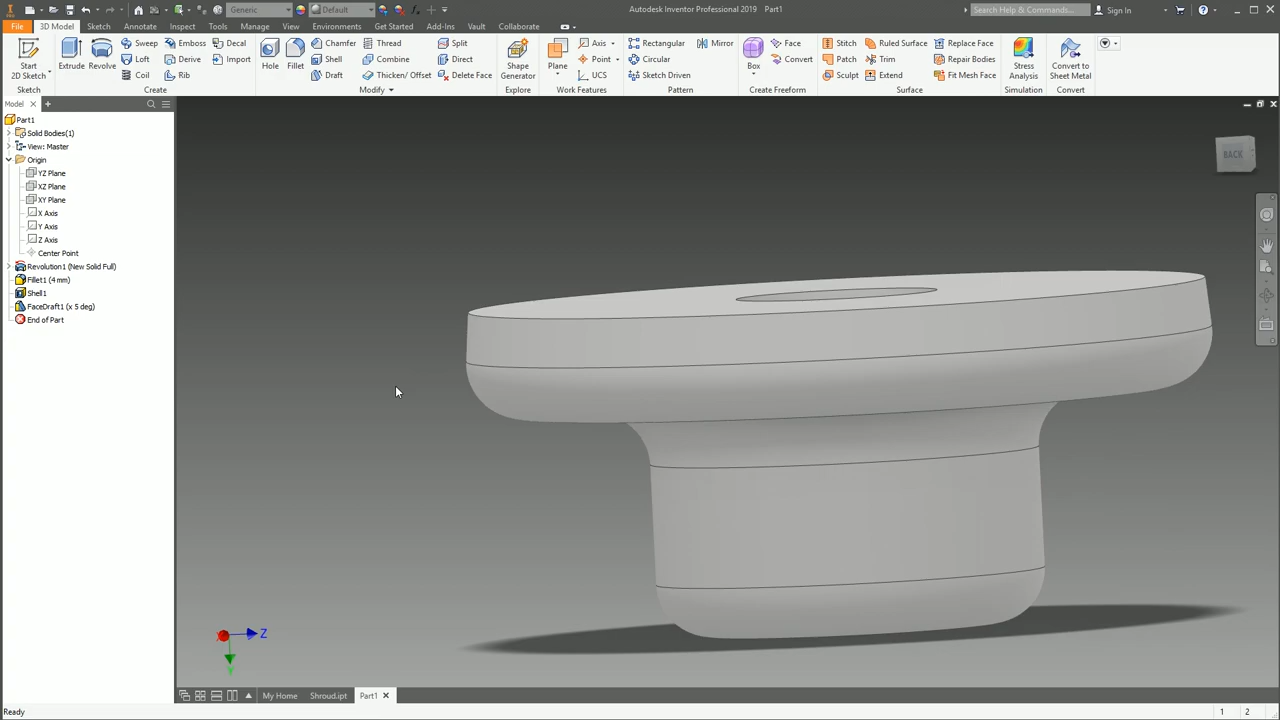 Generic
Default
Autodesk Inventor Professional 2019 Part1
Search Help & Commands...
Sign In
File
3D Model
Sketch
Annotate
Inspect
Tools
Manage
View
Environments
Get Started
Add-Ins
Vault
Collaborate
Start
2D Sketch
Sketch
Extrude
Revolve
Sweep
Loft
Coil
Emboss
Derive
Rib
Decal
Import
Create
Hole
Fillet
Chamfer
Shell
Draft
Thread
Combine
Thicken/ Offset
Split
Direct
Delete Face
Modify
Shape
Generator
Explore
Plane
Axis
Point
UCS
Work Features
Rectangular
Circular
Sketch Driven
Mirror
Pattern
Box
Face
Convert
Create Freeform
Stitch
Patch
Sculpt
Ruled Surface
Trim
Extend
Replace Face
Repair Bodies
Fit Mesh Face
Surface
Stress
Analysis
Simulation
Convert to
Sheet Metal
Convert
Model
Part1
Solid Bodies(1)
View: Master
Origin
YZ Plane
XZ Plane
XY Plane
X Axis
Y Axis
Z Axis
Center Point
Revolution1 (New Solid Full)
Fillet1 (4 mm)
Shell1
FaceDraft1 (x 5 deg)
End of Part
BACK
Z
My Home
Shroud.ipt
Part1
Ready
1
2